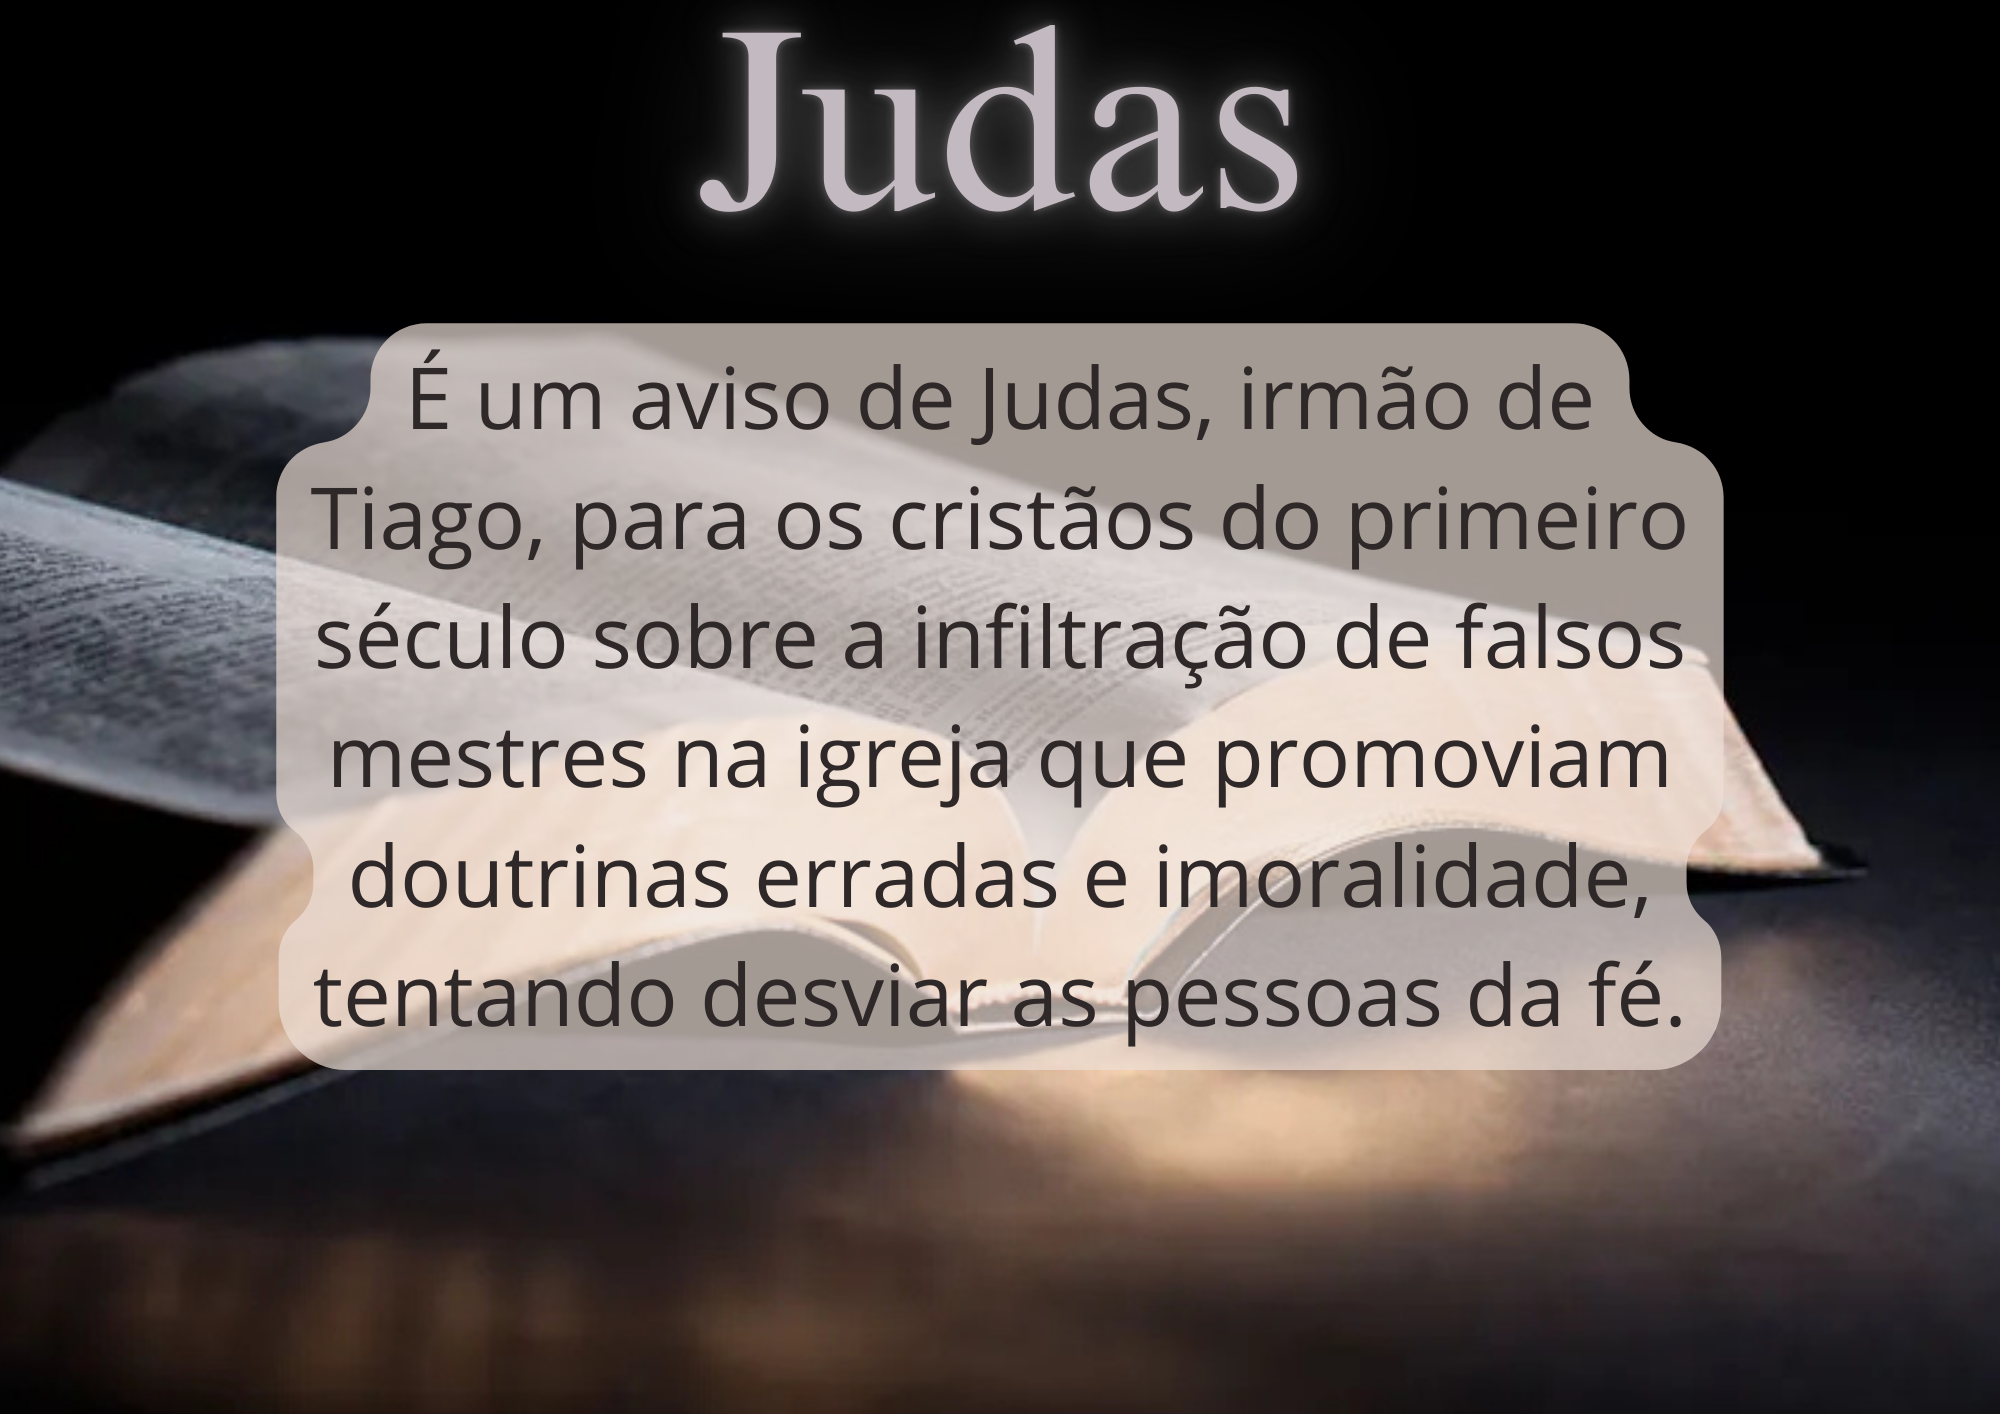 Judas
É um aviso de Judas, irmão de
Tiago, para os cristãos do primeiro
século sobre a infiltração de falsos
mestres na igreja que promoviam
doutrinas erradas e imoralidade,
tentando desviar as pessoas da fé.